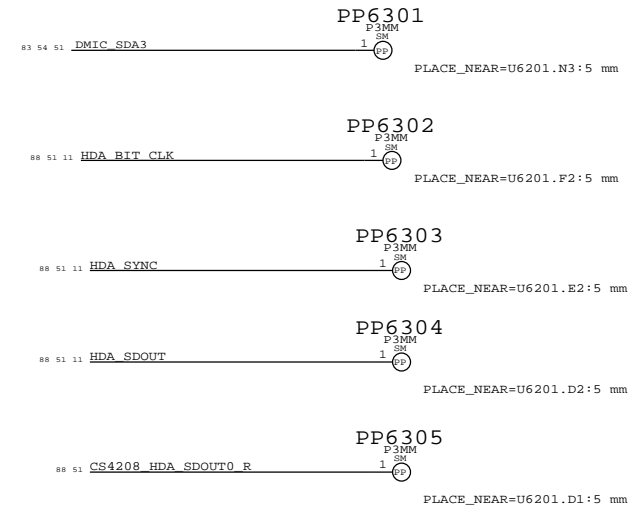 PP6301
P3MM
SM
83 54 51 DMIC_SDA3 1 PP
PLACE_NEAR=U6201.N3:5 mm
PP6302
P3MM
SM
88 51 11 HDA_BIT_CLK 1 PP
PLACE_NEAR=U6201.F2:5 mm
PP6303
P3MM
SM
88 51 11 HDA_SYNC 1 PP
PLACE_NEAR=U6201.E2:5 mm
PP6304
P3MM
SM
88 51 11 HDA_SDOUT 1 PP
PLACE_NEAR=U6201.D2:5 mm
PP6305
P3MM
SM
88 51 CS4208_HDA_SDOUT0_R 1 PP
PLACE_NEAR=U6201.D1:5 mm